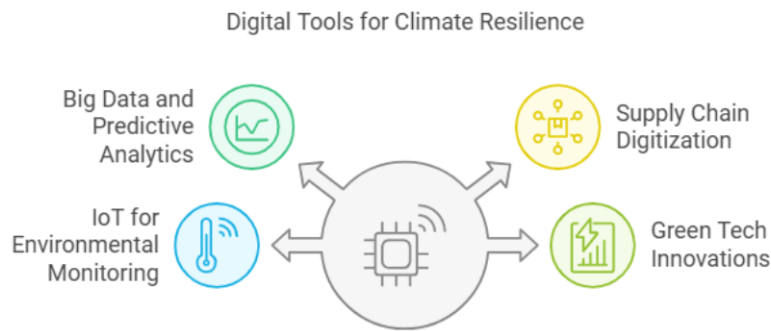 Digital Tools for Climate Resilience
Big Data and
Predictive
Analytics
Supply Chain
Digitization
IoT for
Environmental
Monitoring
Green Tech
Innovations